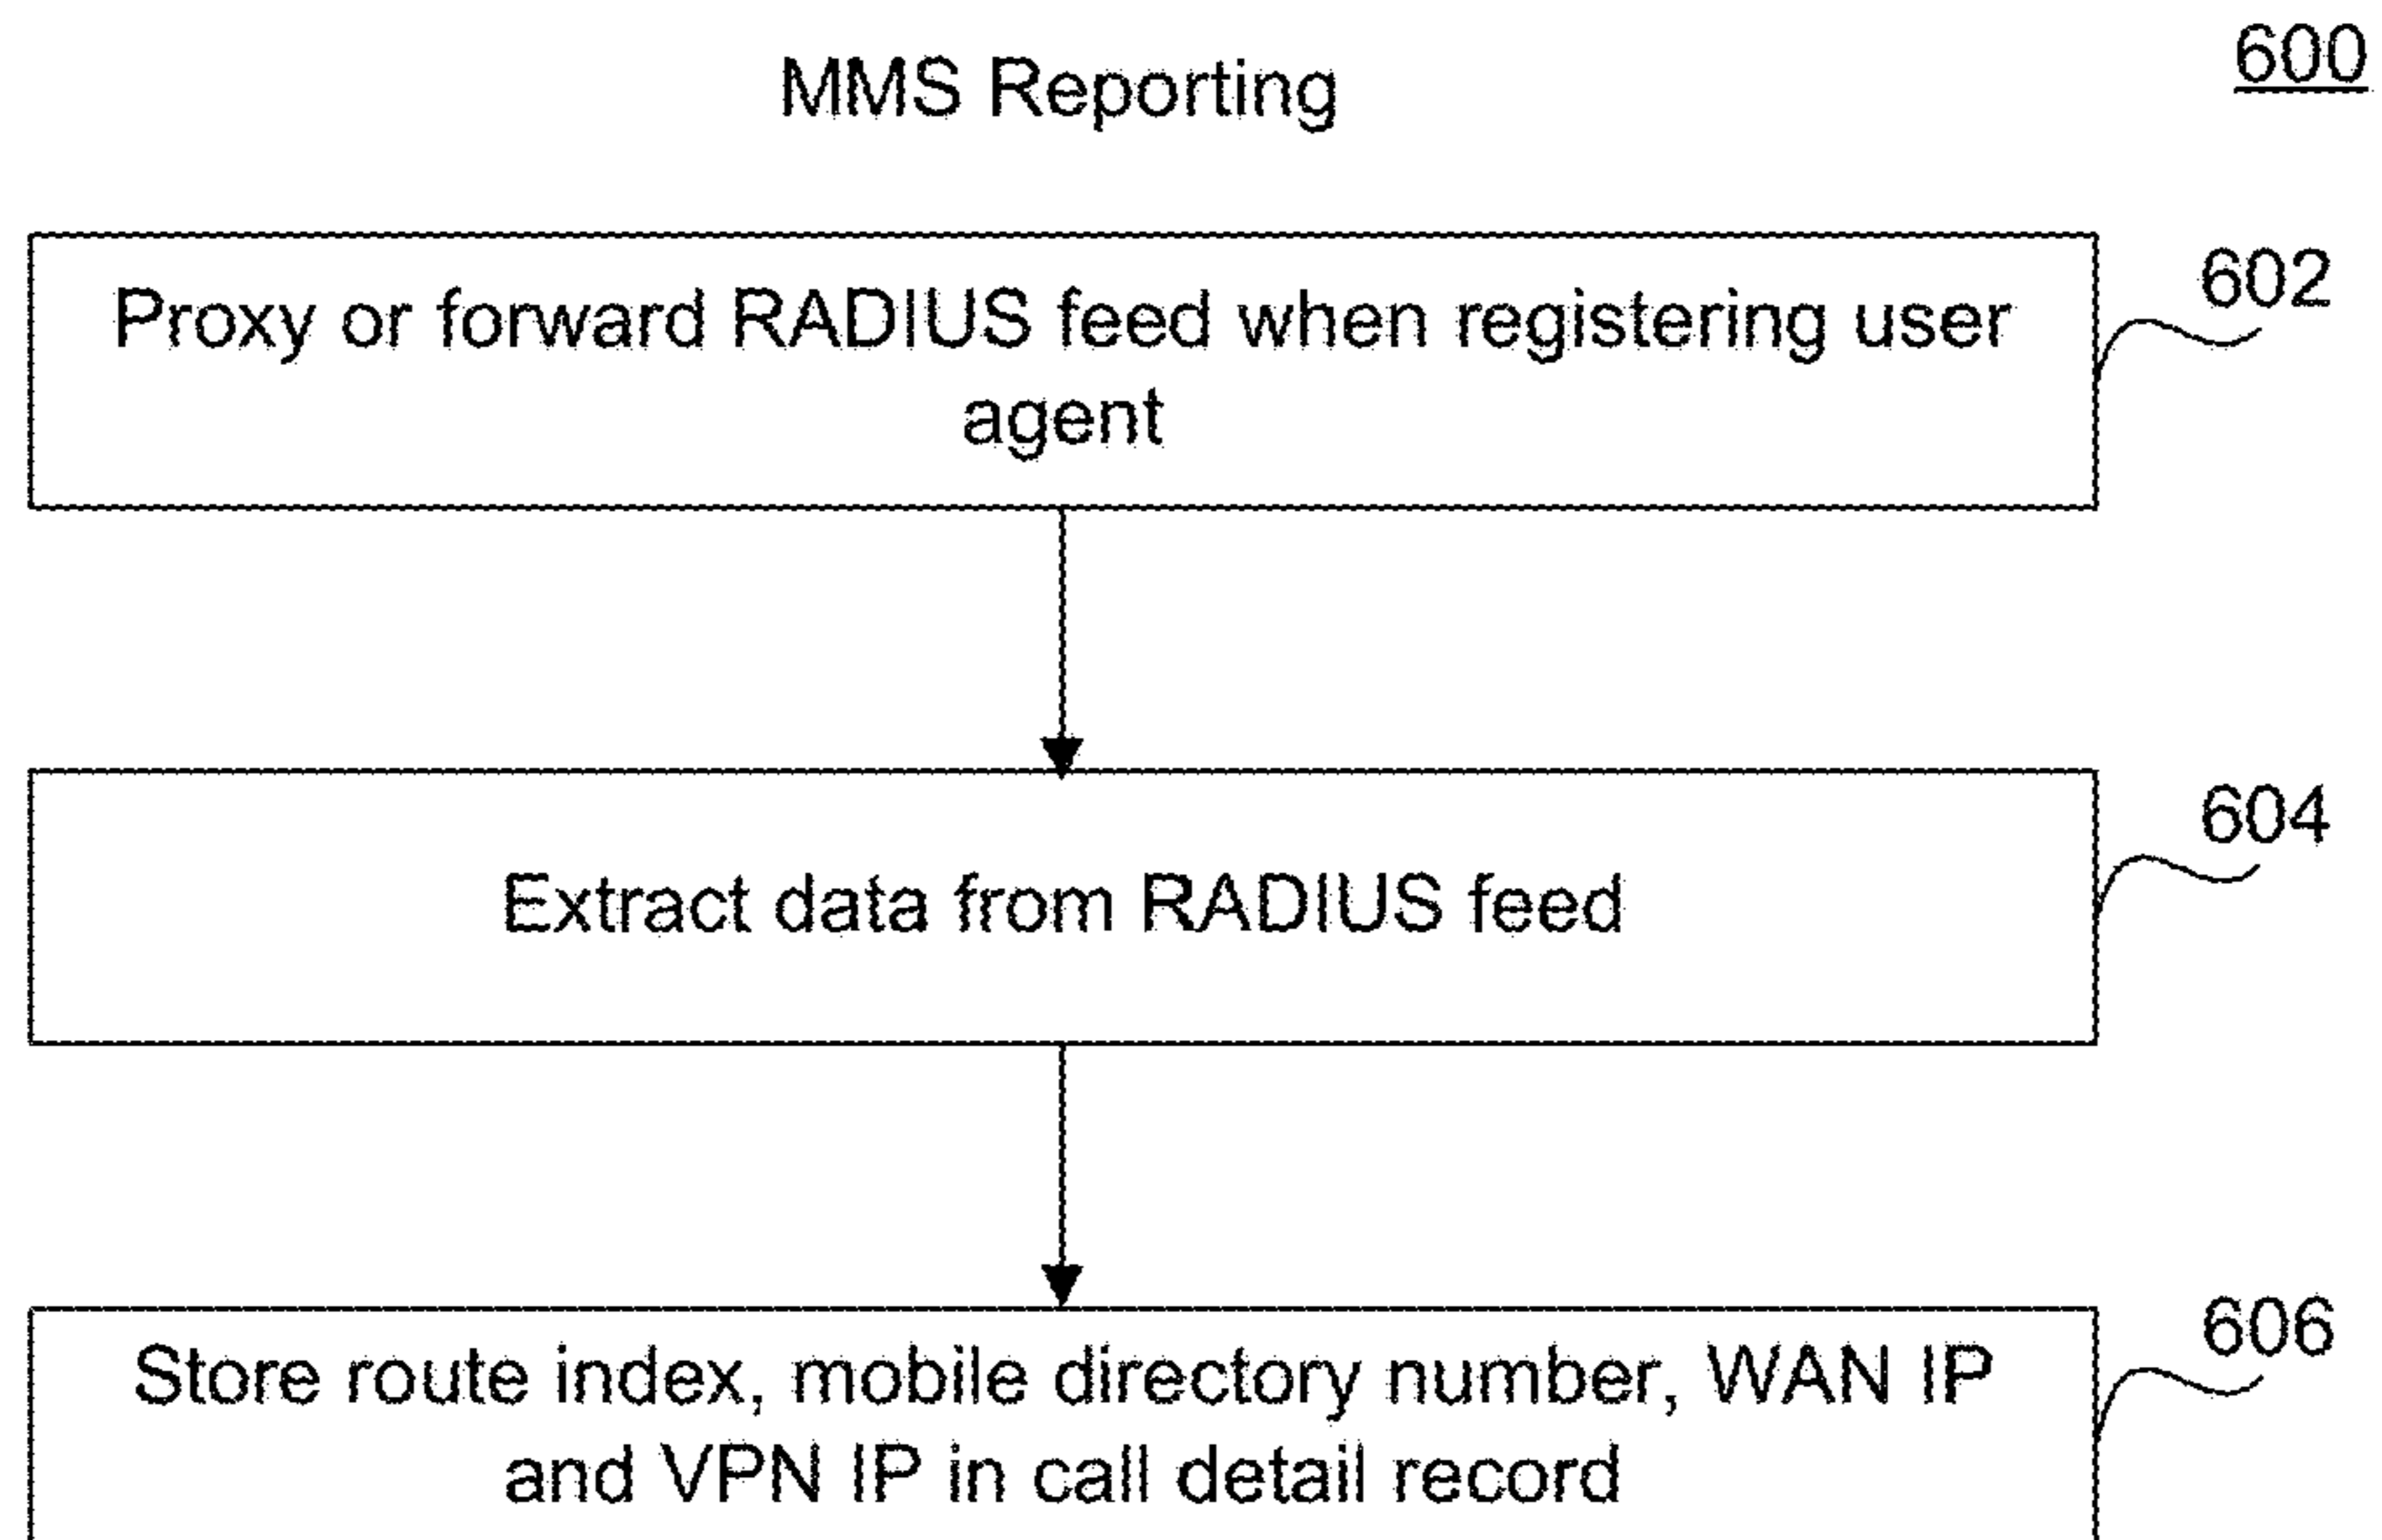 600
MMS Reporting
602
Proxy or forward RADIUS feed when registering user
agent
604
Extract data from RADIUS feed
606
Store route index, mobile directory number, WAN IP
and VPN IP in call detail record